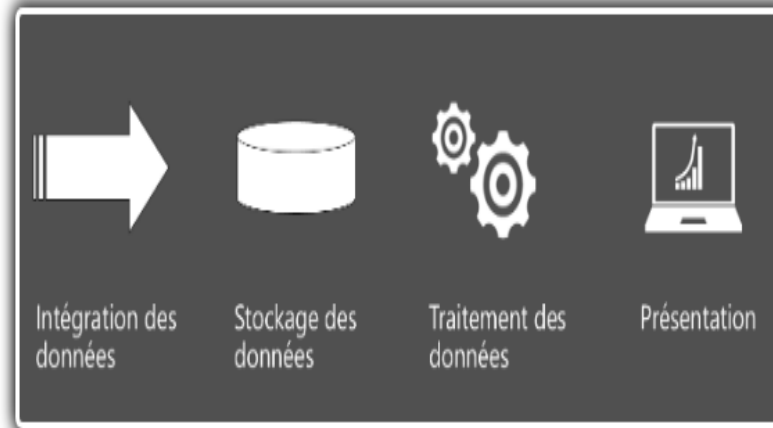 Intégration des
données
Stockage des
données
Traitement des
données
Présentation